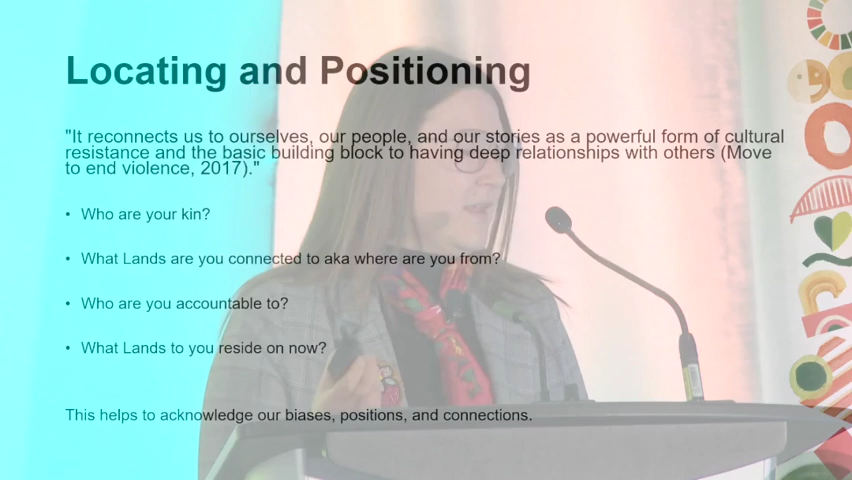 Locating and Positioning
"It reconnects us to ourselves, our people, and our stories as a powerful form of cultural
resistance and the basic building block to having deep relationships with others (Move
to end violence, 2017)."
• Who are your kin?
• What Lands are you connected to aka where are you from?
• Who are you accountable to?
• What Lands to you reside on now?
This helps to acknowledge our biases, positions, and connections.